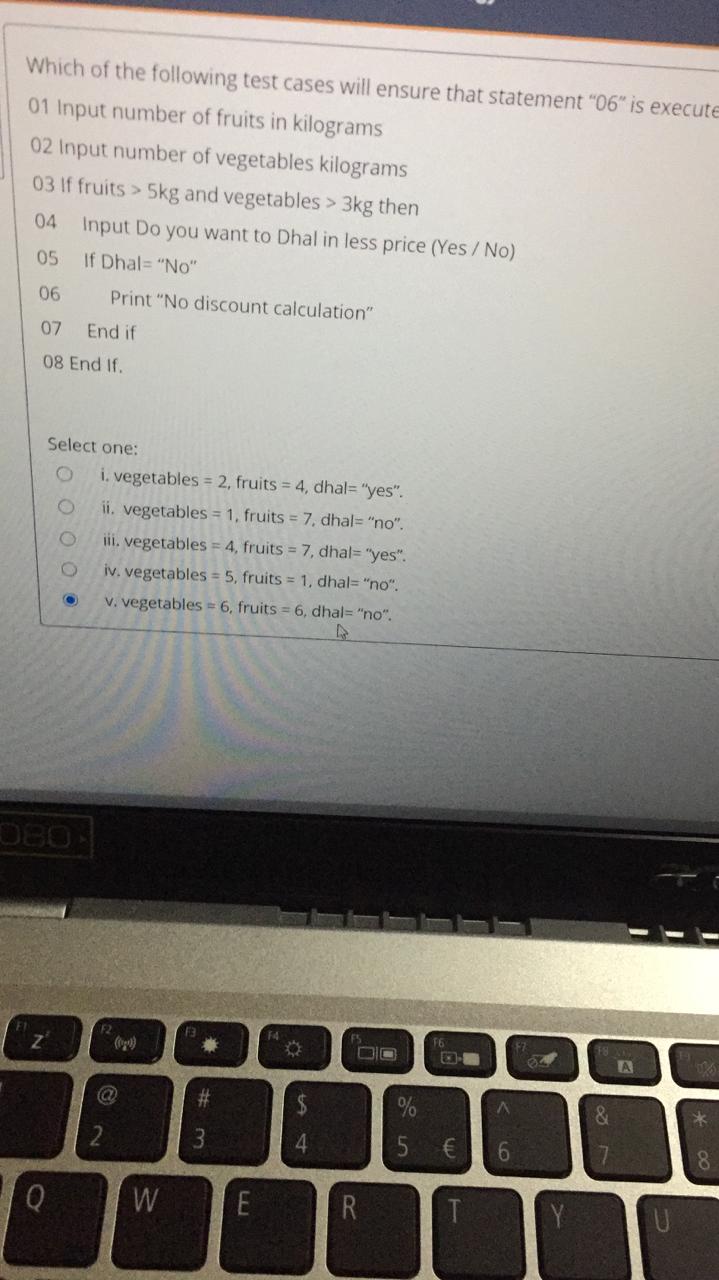 Which of the following test cases will ensure that statement “06” is execute
01 Input number of fruits in kilograms
02 Input number of vegetables kilograms
03 If fruits > 5kg and vegetables > 3kg then
04 Input Do you want to Dhal in less price (Yes / No)
05 If Dhal= “No”
06 Print “No discount calculation”
07 End if
08 End If.
Select one:
i. vegetables = 2, fruits = 4, dhal= “yes”.
ii. vegetables = 1, fruits = 7, dhal= “no”.
iii. vegetables = 4, fruits = 7, dhal= “yes”.
iv. vegetables = 5, fruits = 1, dhal= “no”.
v. vegetables = 6, fruits = 6, dhal= “no”.
080
F1 F2 F3 F4 F5 F6 F7 F8
Z A
@ # $ % ^ & *
2 3 4 5 € 6 7 8
Q W E R T Y U